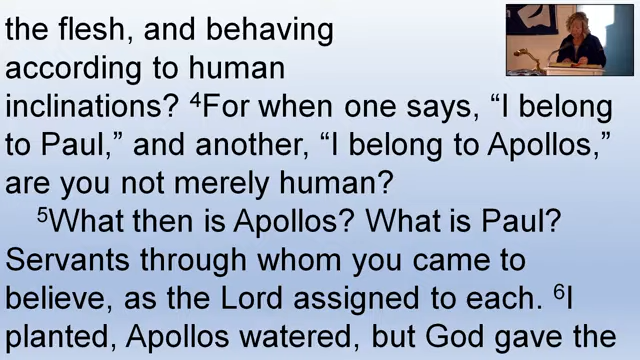 the flesh, and behaving
according to human
inclinations? ⁴For when one says, “I belong
to Paul,” and another, “I belong to Apollos,”
are you not merely human?
⁵What then is Apollos? What is Paul?
Servants through whom you came to
believe, as the Lord assigned to each. ⁶I
planted, Apollos watered, but God gave the